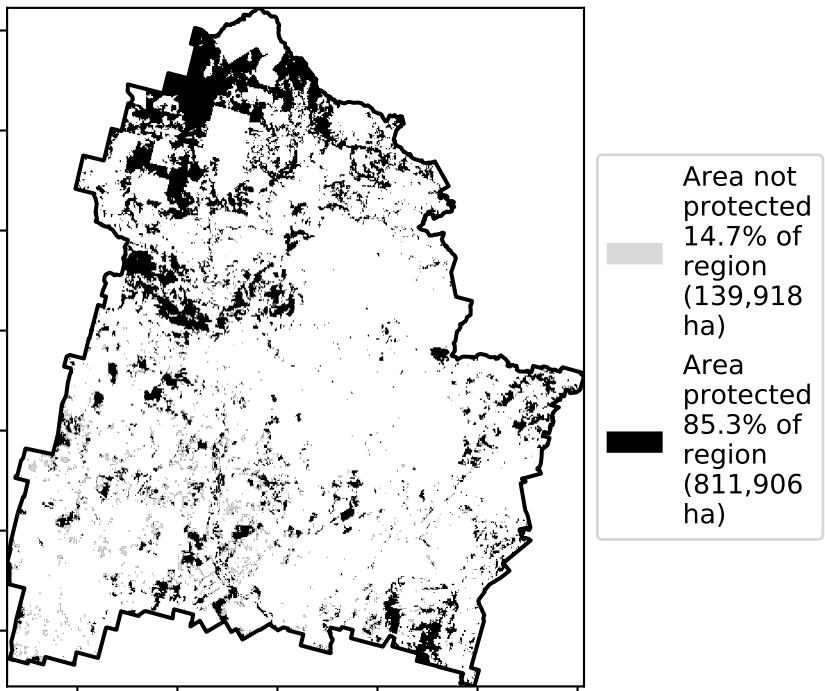 Area not
protected
14.7% of
region
(139,918
ha)
Area
protected
85.3% of
region
(811,906
ha)